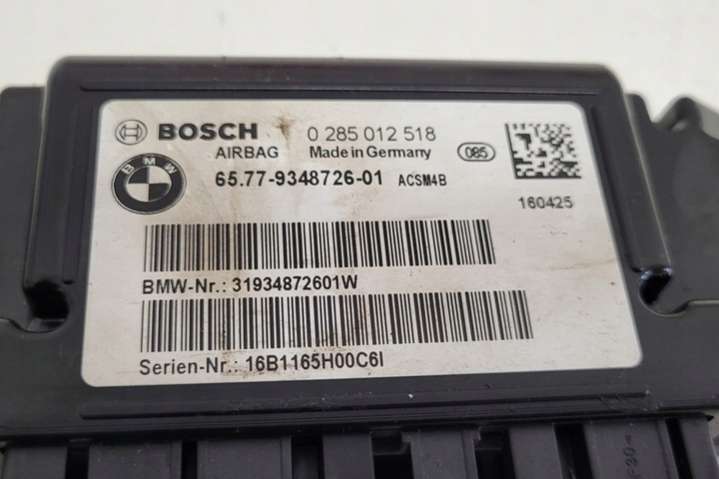 BOSCH 0 285 012 518
AIRBAG Made in Germany 085
BMW 65.77-9348726-01 ACSM4B
160425
BMW-Nr.: 31934872601W
Serien-Nr.: 16B1165H00C6I